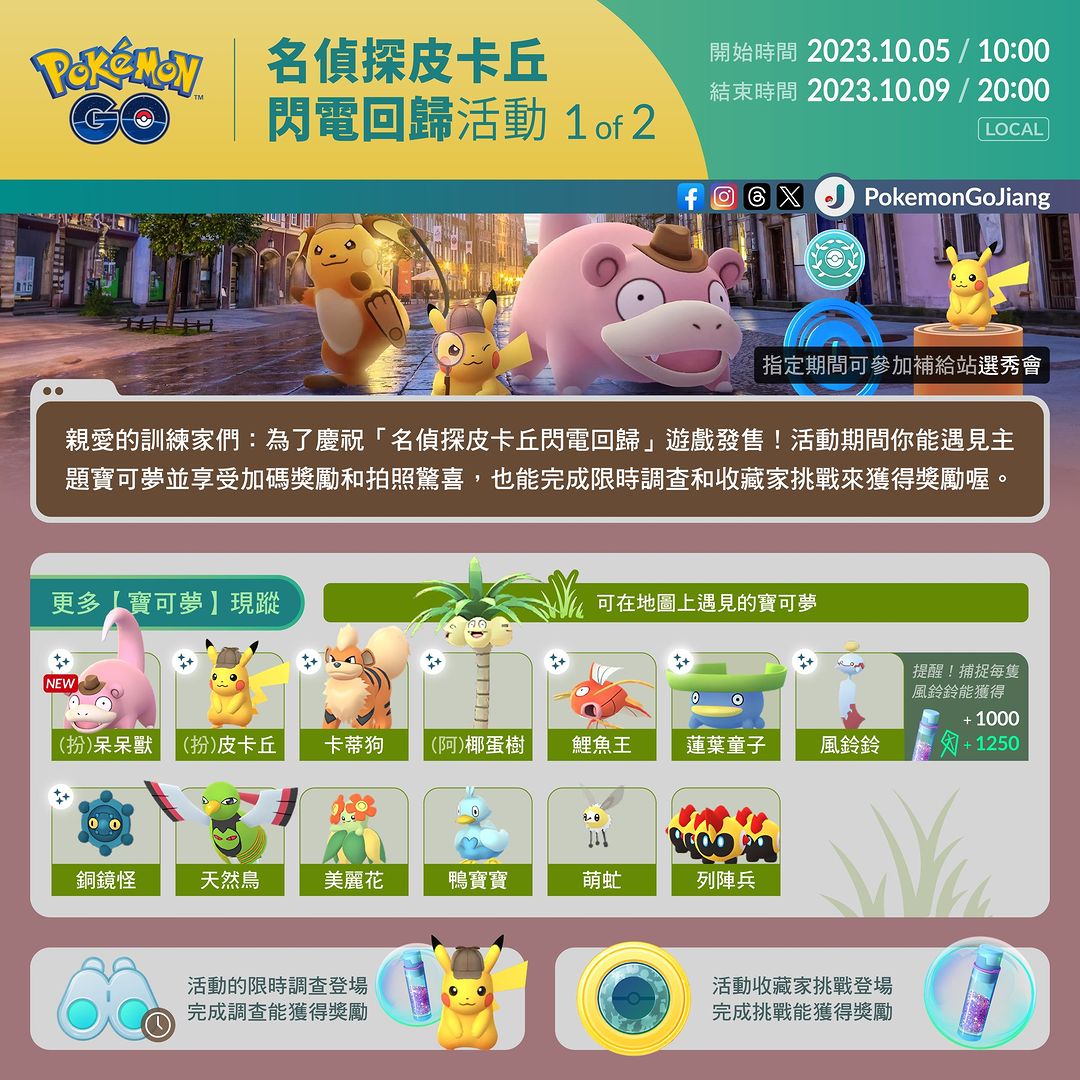 POKÉMON GO
TM
名偵探皮卡丘
閃電回歸活動 1 of 2
開始時間 2023.10.05 / 10:00
結束時間 2023.10.09 / 20:00
LOCAL
PokemonGoJiang
指定期間可參加補給站選秀會
親愛的訓練家們：為了慶祝「名偵探皮卡丘閃電回歸」遊戲發售！活動期間你能遇見主
題寶可夢並享受加碼獎勵和拍照驚喜，也能完成限時調查和收藏家挑戰來獲得獎勵喔。
更多【寶可夢】現蹤
可在地圖上遇見的寶可夢
NEW
(扮)呆呆獸
(扮)皮卡丘
卡蒂狗
(阿)椰蛋樹
鯉魚王
蓮葉童子
風鈴鈴
提醒！捕捉每隻
風鈴鈴能獲得
+ 1000
+ 1250
銅鏡怪
天然鳥
美麗花
鴨寶寶
萌虻
列陣兵
活動的限時調查登場
完成調查能獲得獎勵
活動收藏家挑戰登場
完成挑戰能獲得獎勵